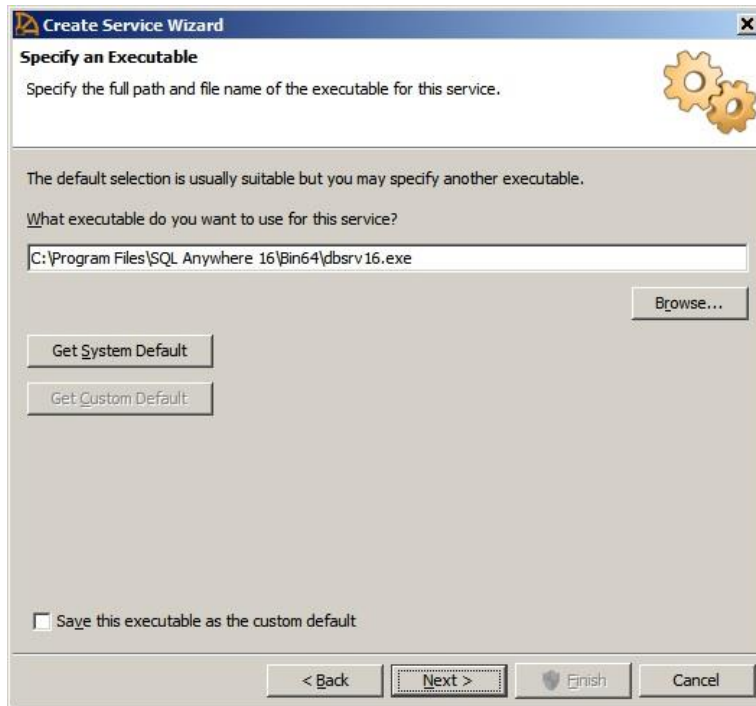 Create Service Wizard
Specify an Executable
Specify the full path and file name of the executable for this service.
The default selection is usually suitable but you may specify another executable.
What executable do you want to use for this service?
C:\Program Files\SQL Anywhere 16\Bin64\dbsrv16.exe
Browse...
Get System Default
Get Custom Default
Save this executable as the custom default
< Back Next > Finish Cancel